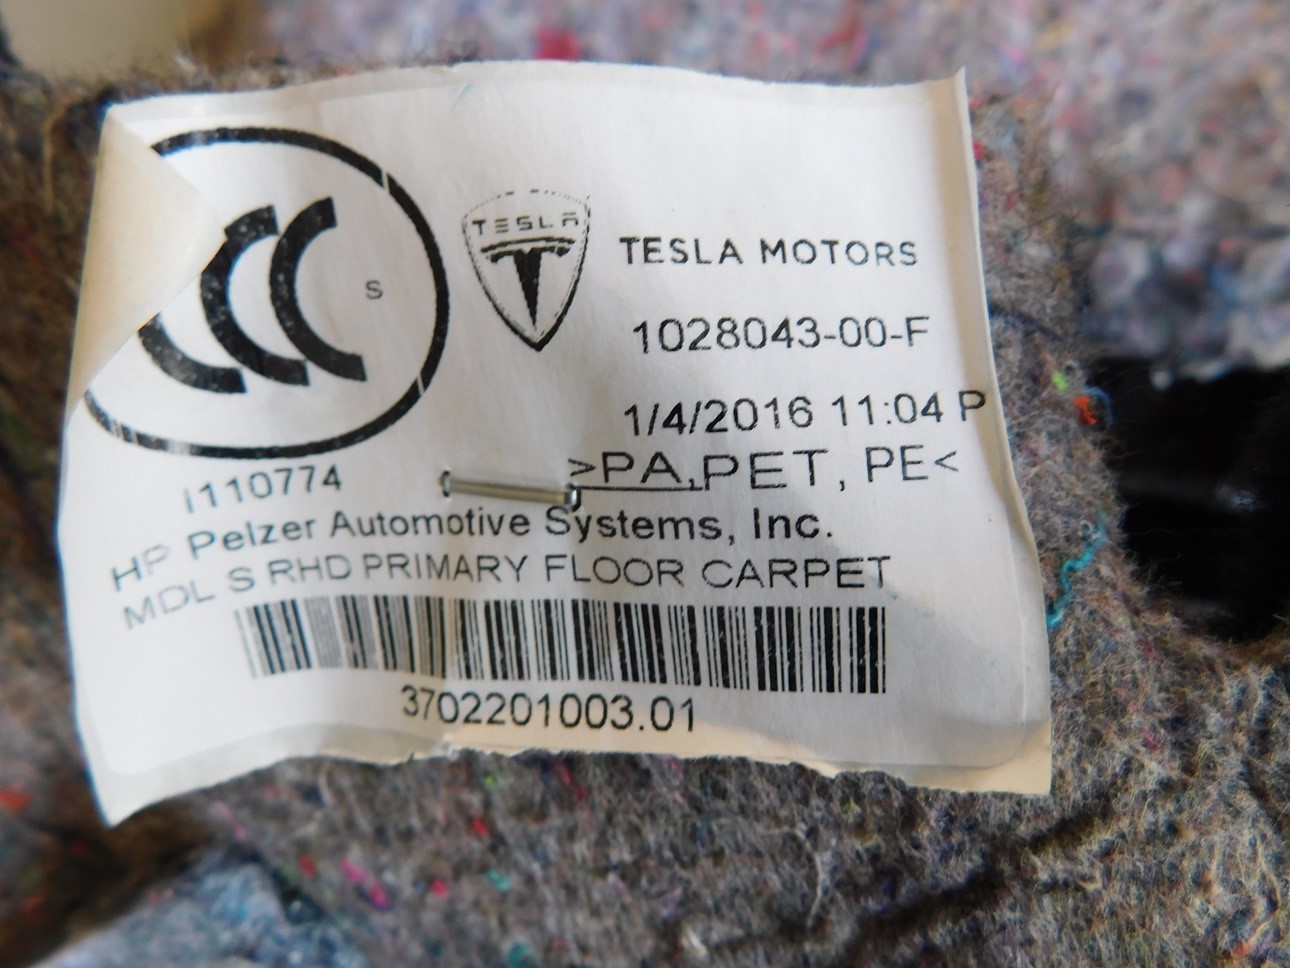 CCC S
TESLA
TESLA MOTORS
1028043-00-F
1/4/2016 11:04 P
>PA,PET, PE<
I110774
HP Pelzer Automotive Systems, Inc.
MDL S RHD PRIMARY FLOOR CARPET
3702201003.01